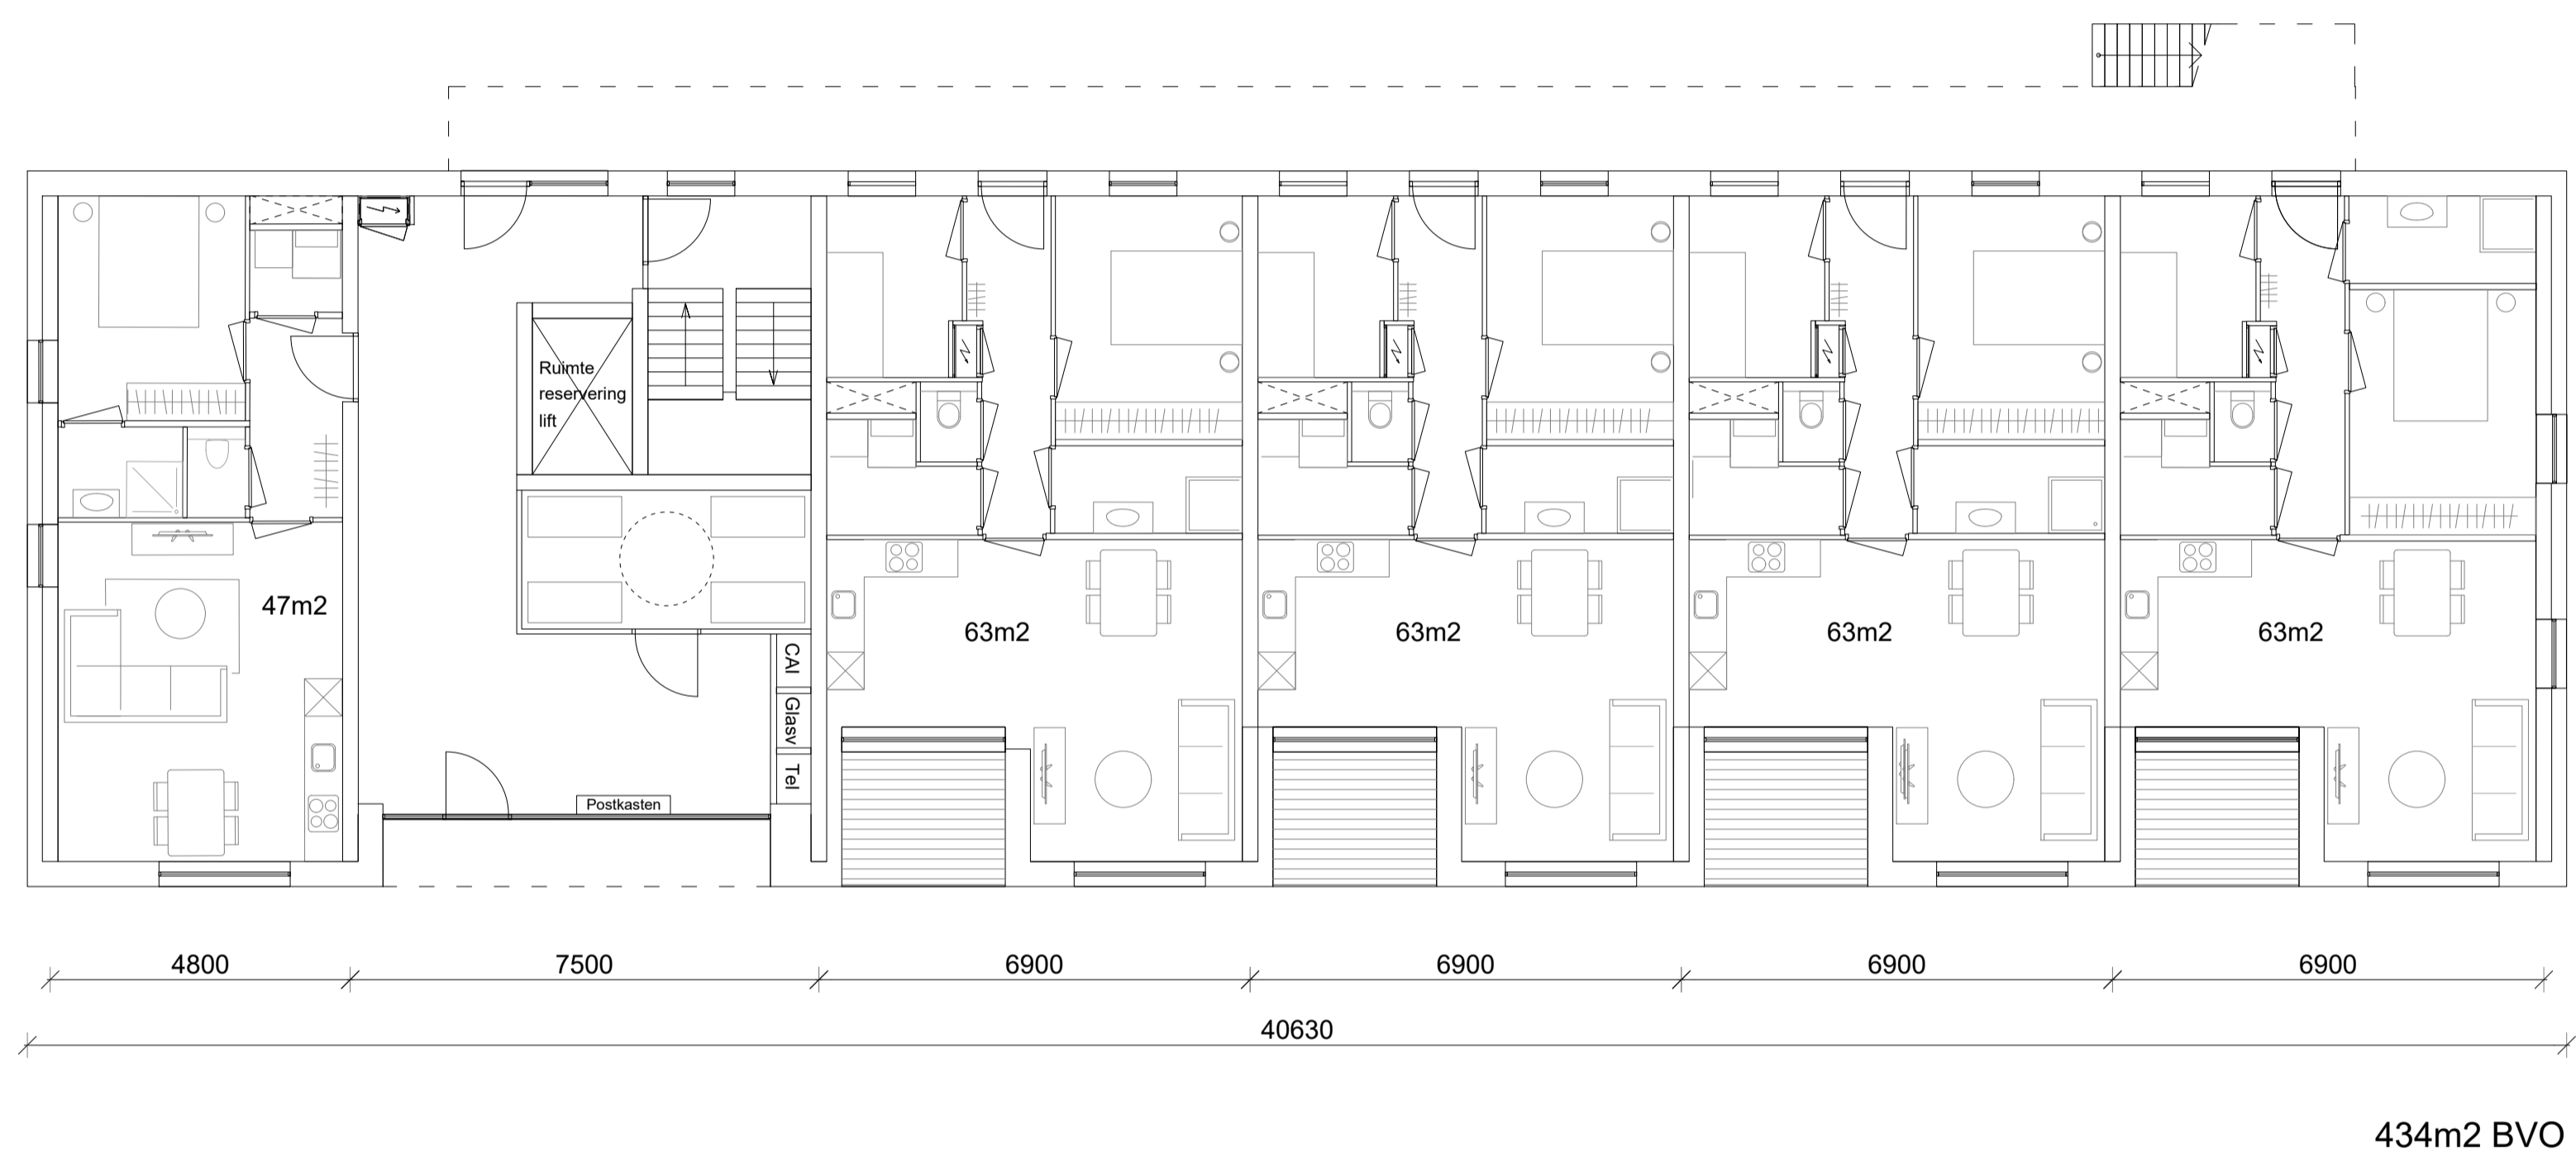 Ruimte
reservering
lift
47m2
CAI
Glasv
Tel
Postkasten
63m2
63m2
63m2
63m2
4800
7500
6900
6900
6900
6900
40630
434m2 BVO